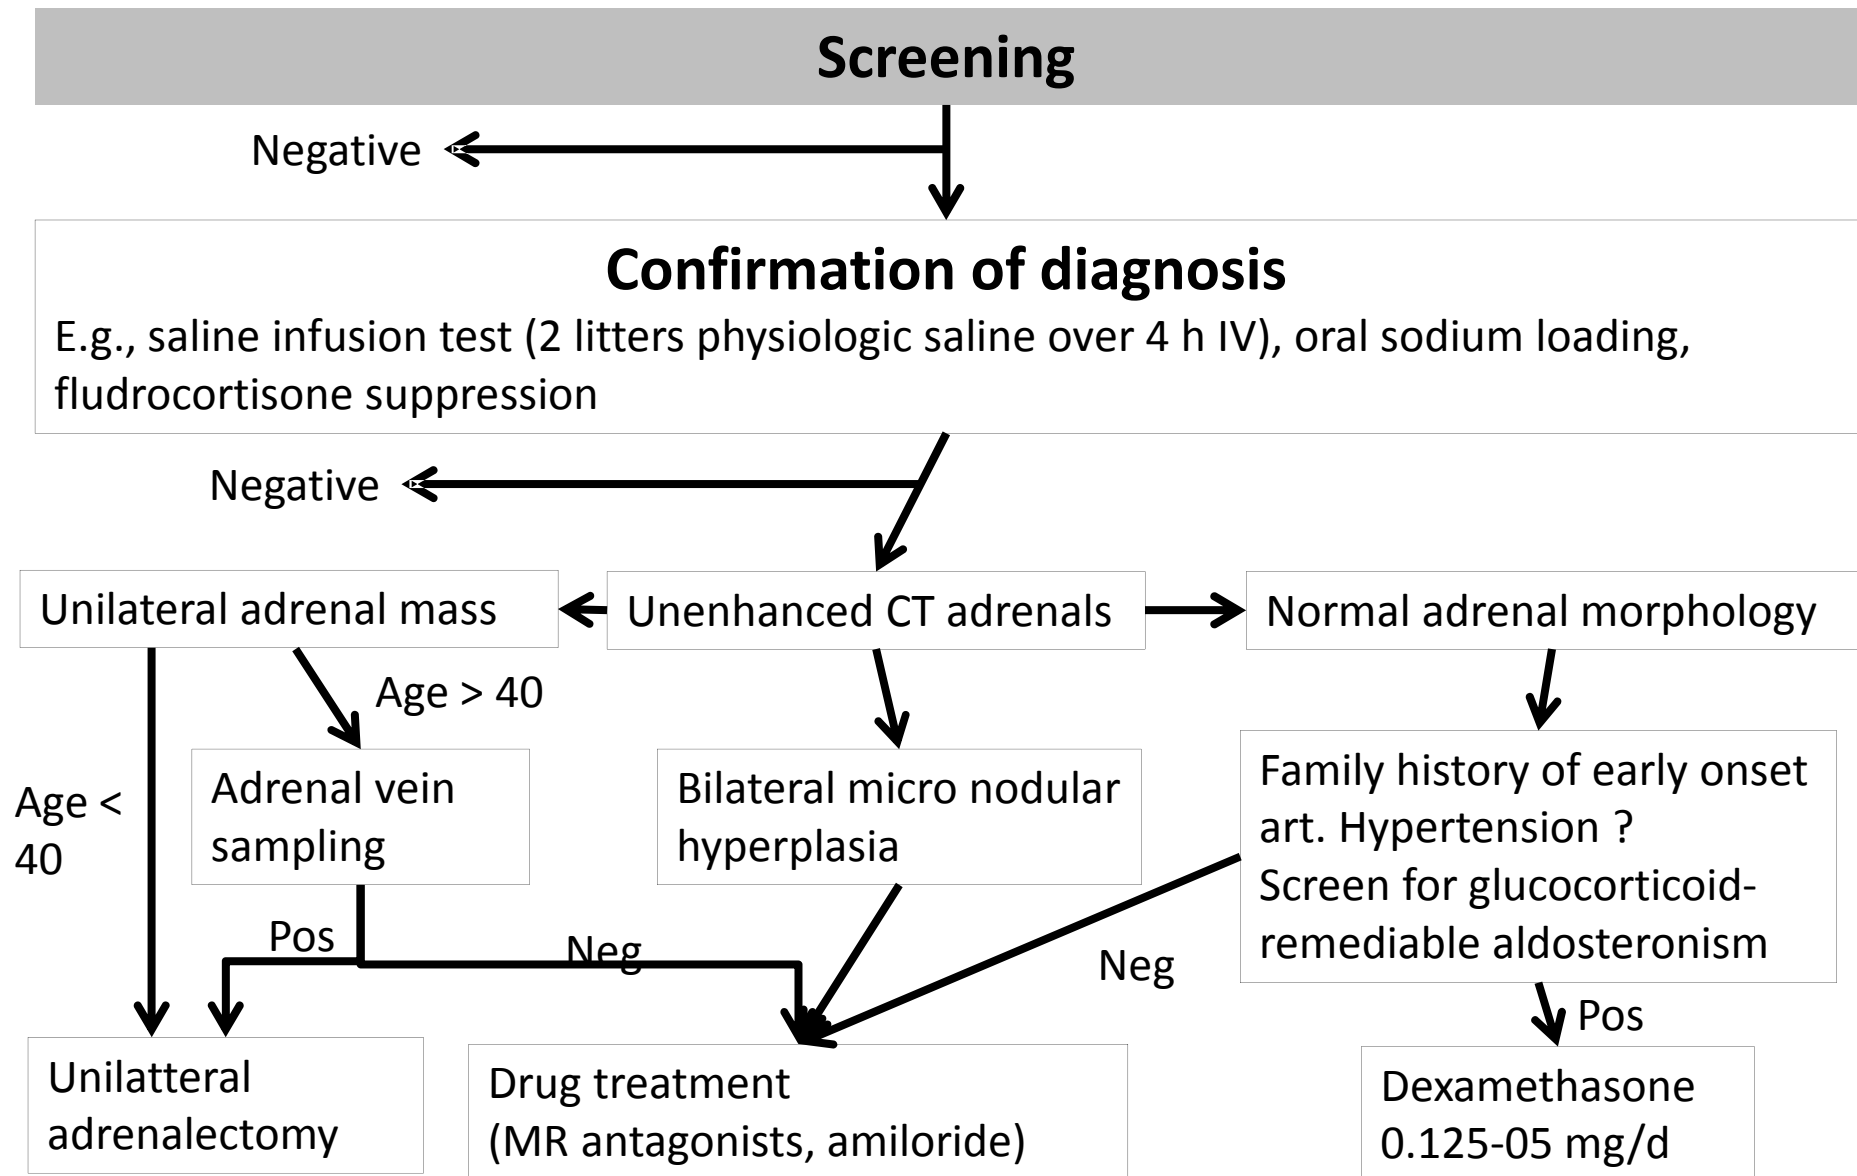 Screening
Negative
Confirmation of diagnosis
E.g., saline infusion test (2 litters physiologic saline over 4 h IV), oral sodium loading,
fludrocortisone suppression
Negative
Unilateral adrenal mass
Unenhanced CT adrenals
Normal adrenal morphology
Age > 40
Age <
40
Adrenal vein
sampling
Bilateral micro nodular
hyperplasia
Family history of early onset
art. Hypertension ?
Screen for glucocorticoid-
remediable aldosteronism
Pos
Neg
Neg
Pos
Unilatteral
adrenalectomy
Drug treatment
(MR antagonists, amiloride)
Dexamethasone
0.125-05 mg/d